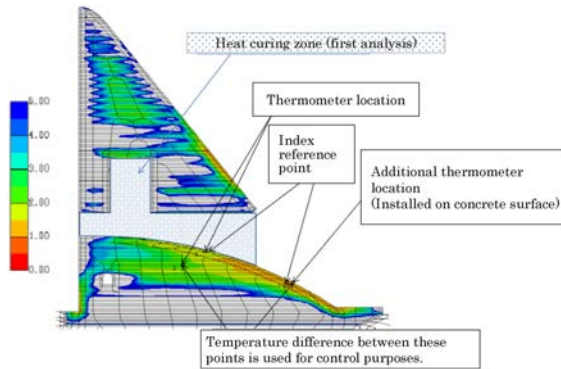 Heat curing zone (first analysis)
Thermometer location
Index
reference
point
Additional thermometer
location
(Installed on concrete surface)
5.00
4.00
3.00
2.00
1.00
0.00
Temperature difference between these
points is used for control purposes.